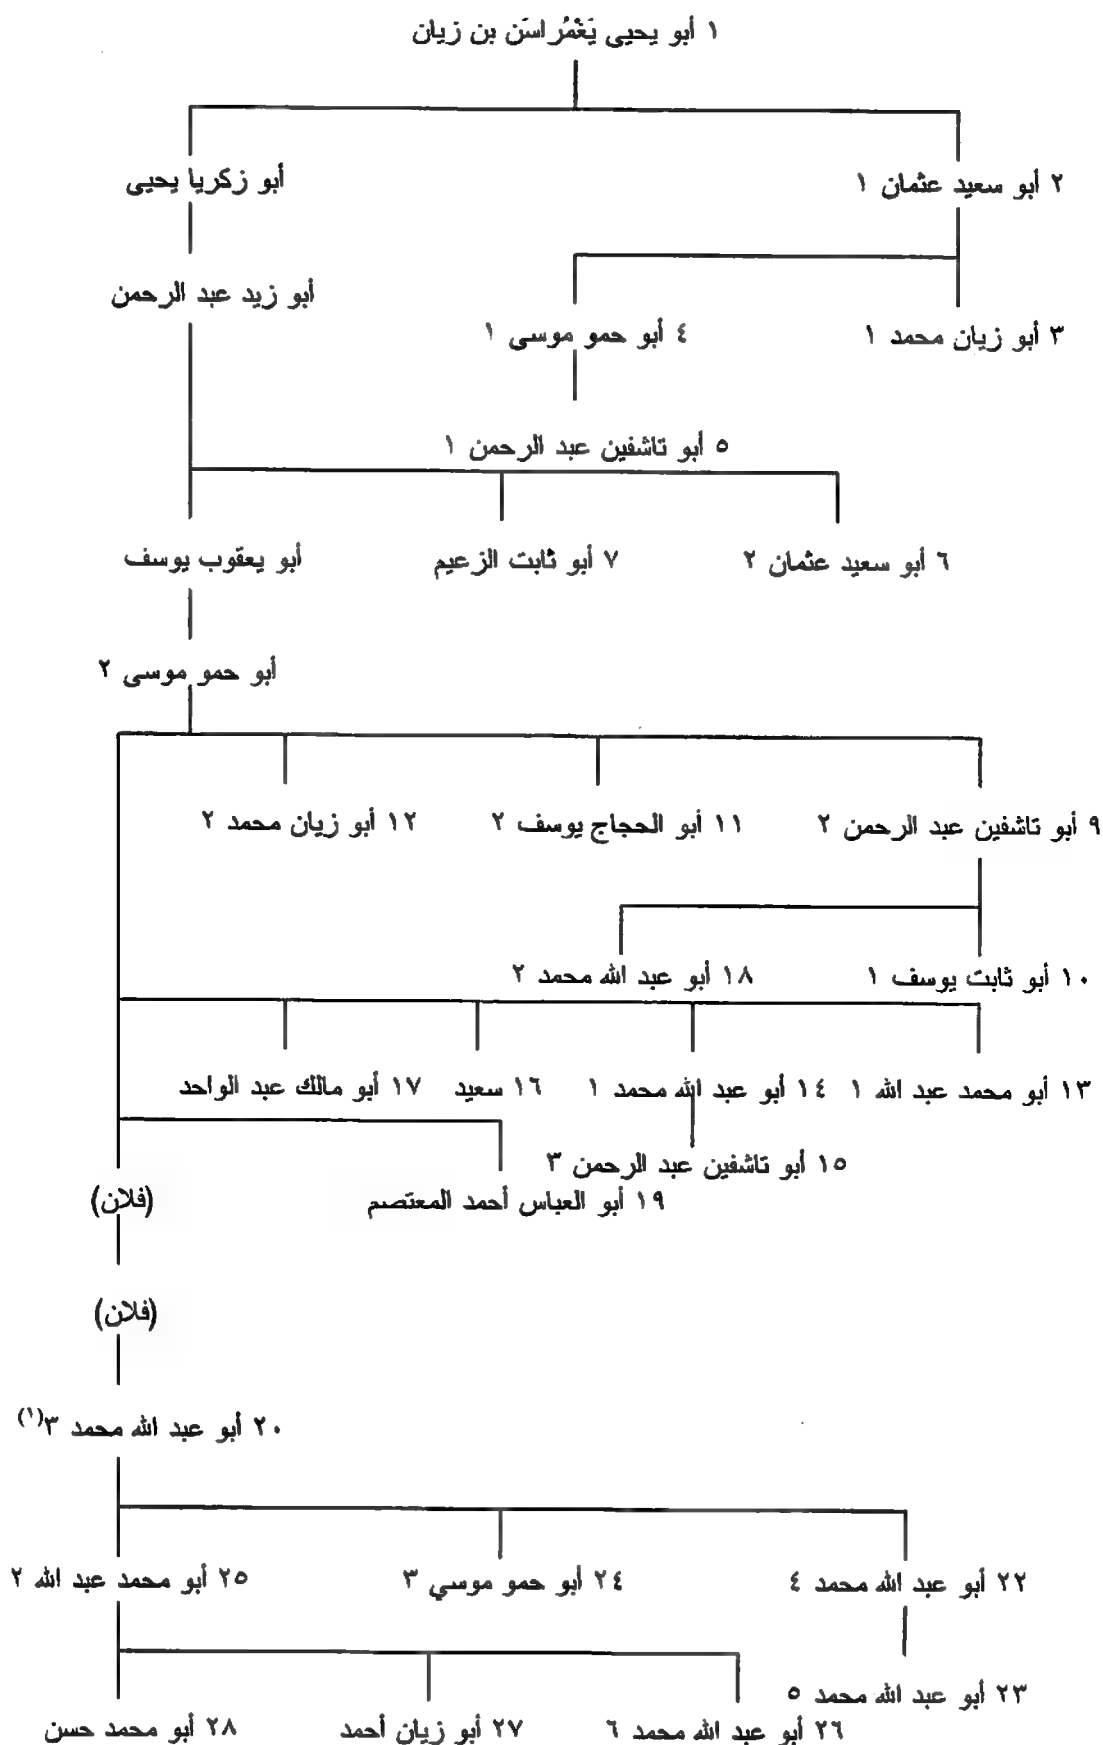 ١ أبو يحيى يَغْمُراسَن بن زيان
٢ أبو سعيد عثمان ١
أبو زكريا يحيى
أبو زيد عبد الرحمن
٣ أبو زيان محمد ١
٤ أبو حمو موسى ١
٥ أبو تاشفين عبد الرحمن ١
٦ أبو سعيد عثمان ٢
٧ أبو ثابت الزعيم
أبو يعقوب يوسف
أبو حمو موسى ٢
٩ أبو تاشفين عبد الرحمن ٢
١١ أبو الحجاج يوسف ٢
١٢ أبو زيان محمد ٢
١٠ أبو ثابت يوسف ١
١٨ أبو عبد الله محمد ٢
١٣ أبو محمد عبد الله ١
١٤ أبو عبد الله محمد ١
١٦ سعيد
١٧ أبو مالك عبد الواحد
١٥ أبو تاشفين عبد الرحمن ٣
١٩ أبو العباس أحمد المعتصم
(فلان)
(فلان)
٢٠ أبو عبد الله محمد ٣(١)
٢٢ أبو عبد الله محمد ٤
٢٤ أبو حمو موسي ٣
٢٥ أبو محمد عبد الله ٢
٢٣ أبو عبد الله محمد ٥
٢٦ أبو عبد الله محمد ٦
٢٧ أبو زيان أحمد
٢٨ أبو محمد حسن